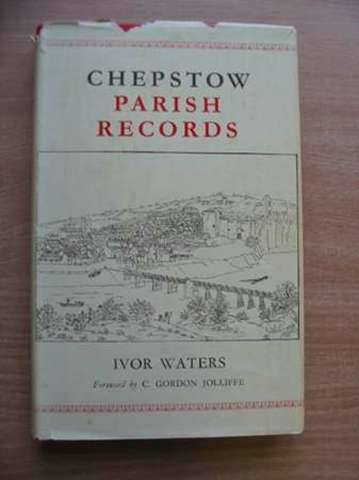 CHEPSTOW
PARISH
RECORDS
IVOR WATERS
Foreword by C. GORDON JOLLIFFE